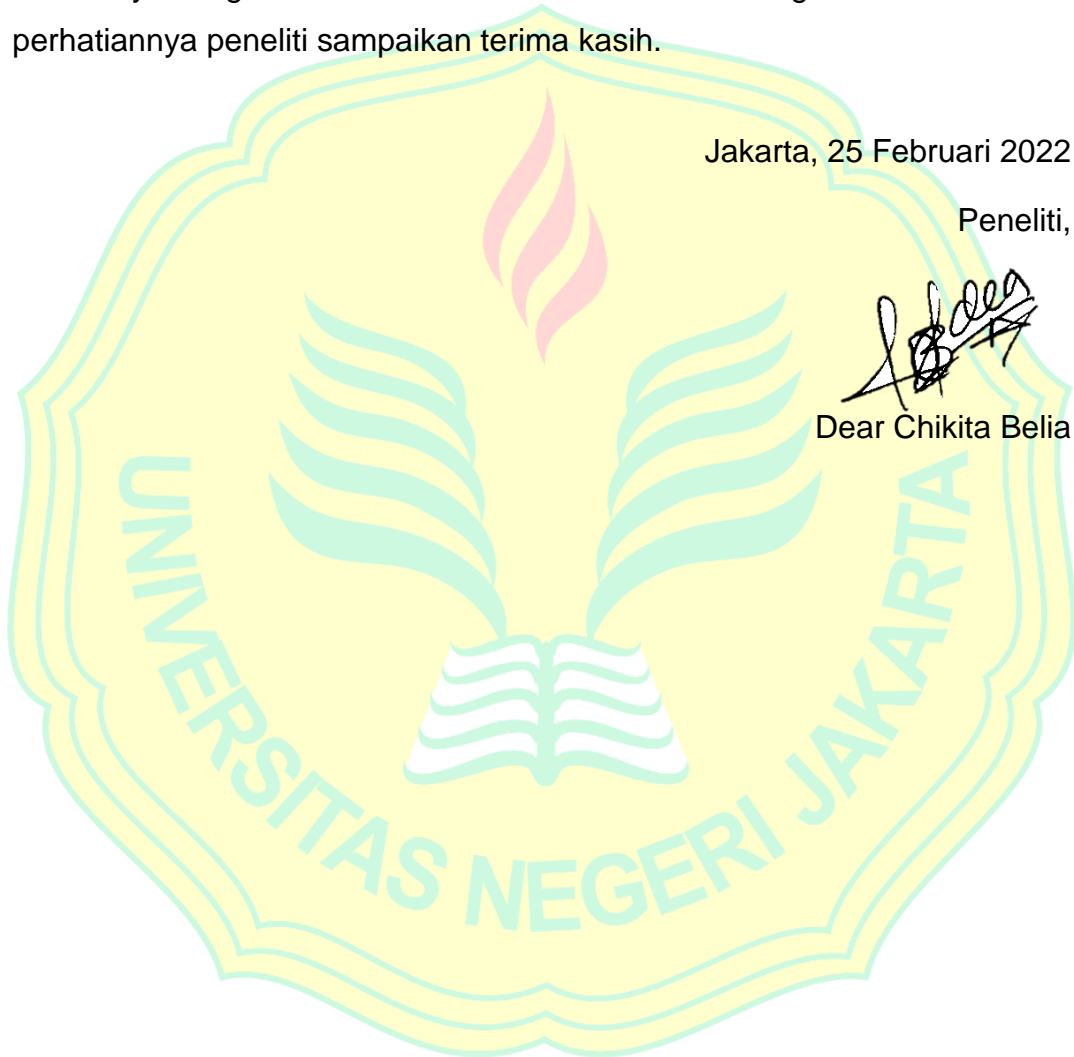 perhatiannya peneliti sampaikan terima kasih.
Jakarta, 25 Februari 2022
Peneliti,
Dear Chikita Belia
UNIVERSITAS NEGERI JAKARTA